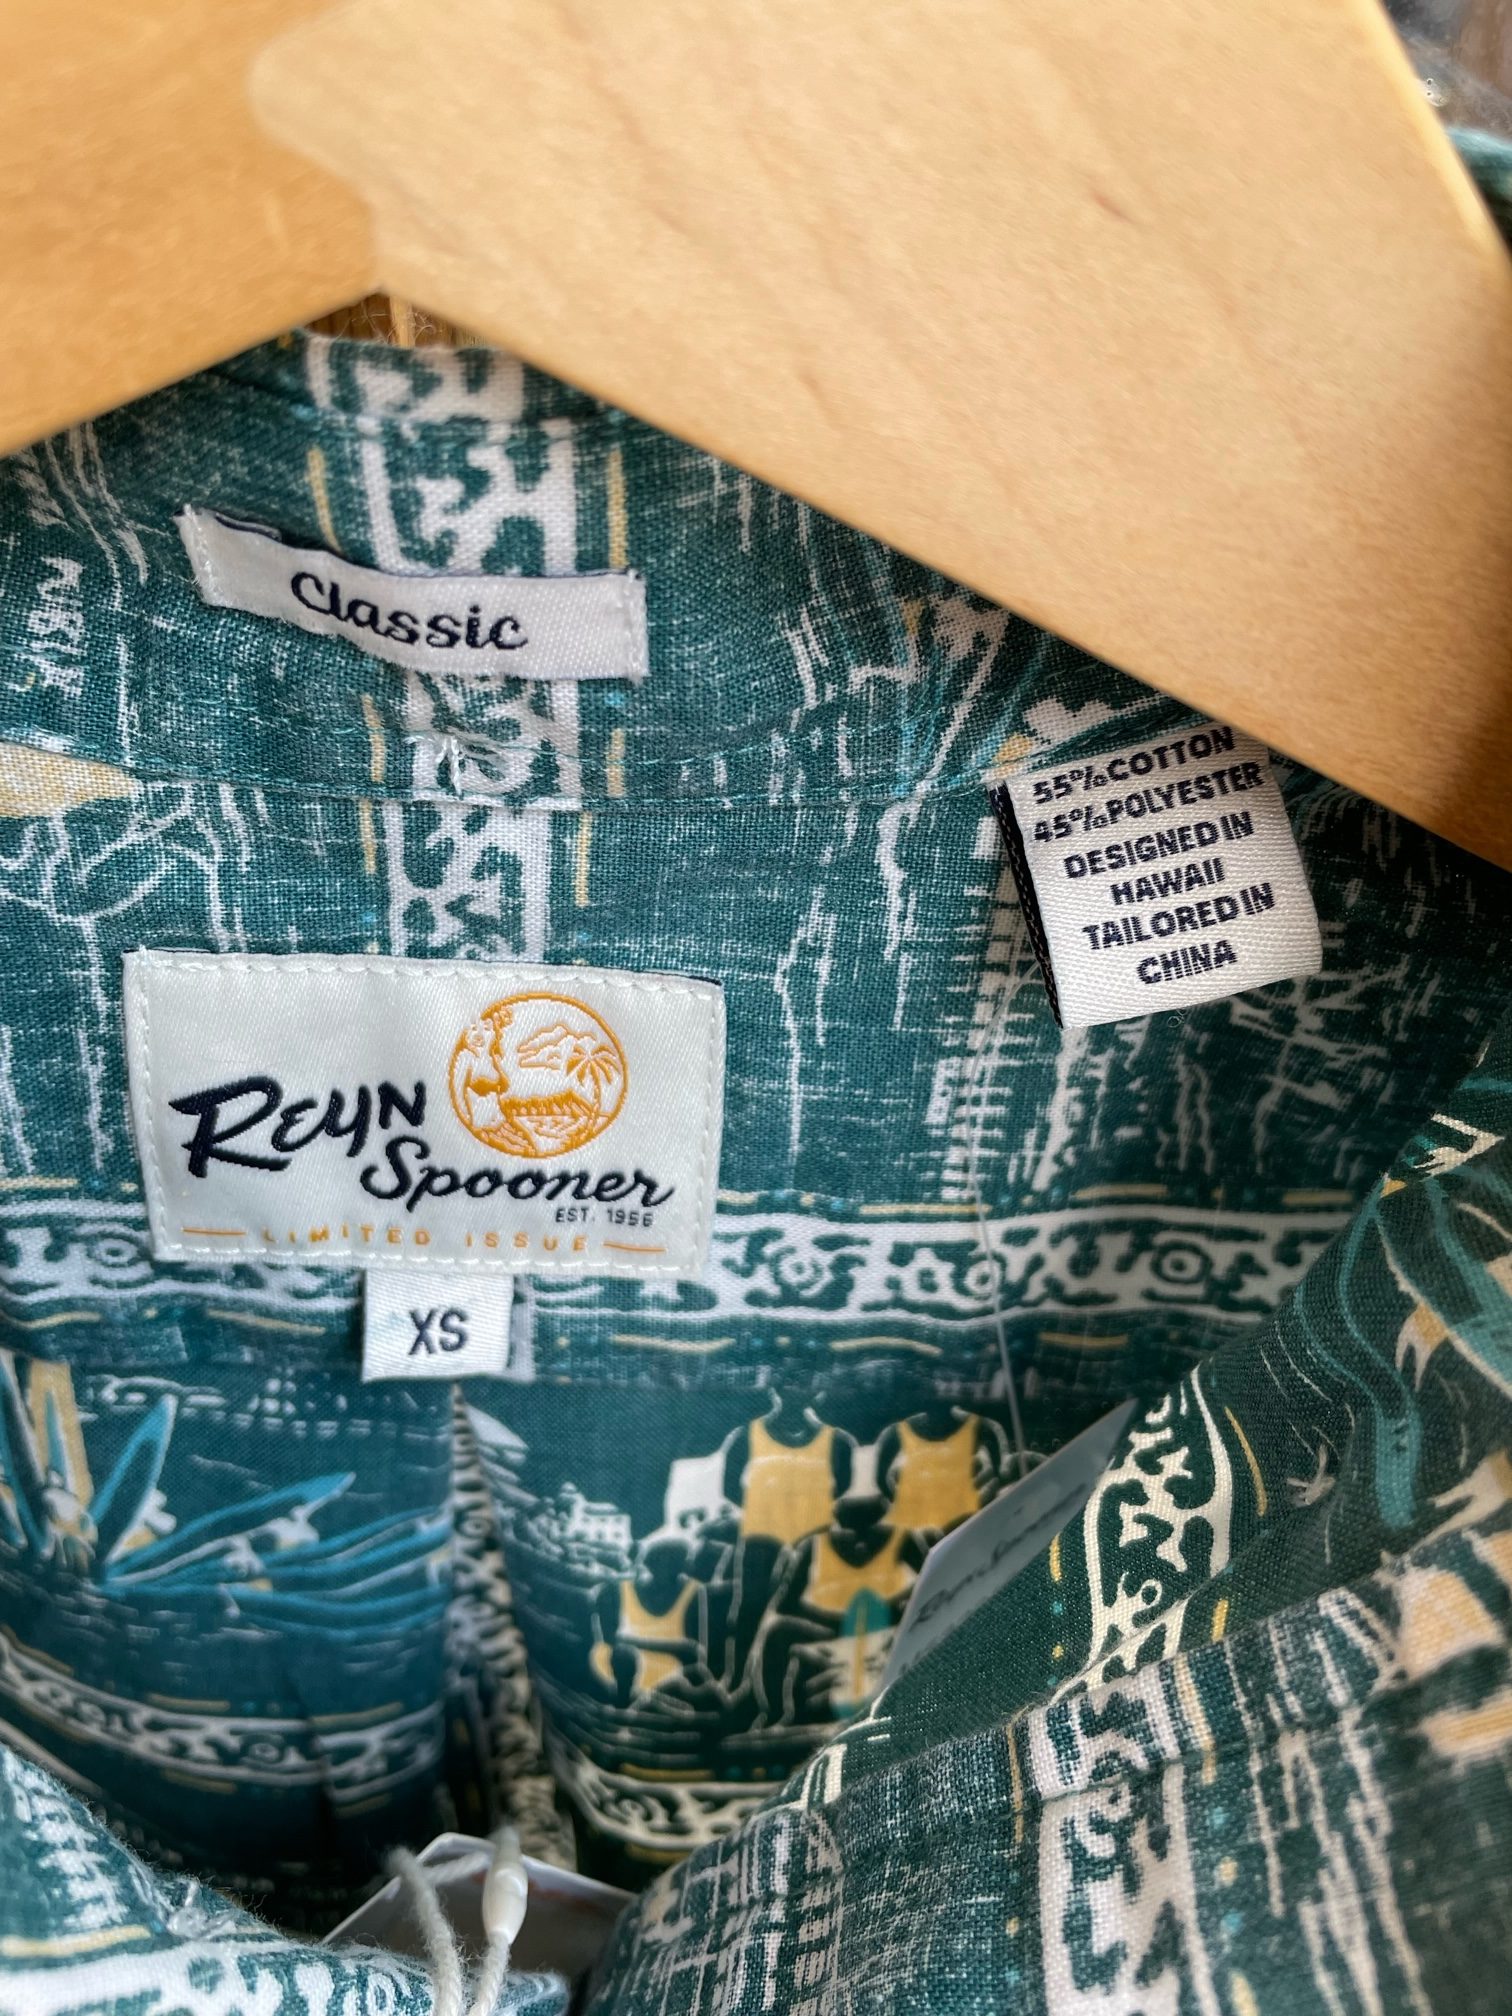 Classic
55%COTTON
45%POLYESTER
DESIGNED IN
HAWAII
TAILORED IN
CHINA
REYN
Spooner
EST. 1956
LIMITED ISSUE
XS